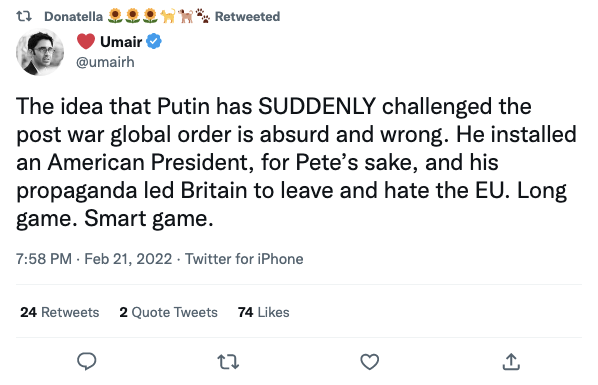 Donatella 🌻🌻🌻🐈🐕🐾 Retweeted
❤️ Umair
@umairh
The idea that Putin has SUDDENLY challenged the
post war global order is absurd and wrong. He installed
an American President, for Pete’s sake, and his
propaganda led Britain to leave and hate the EU. Long
game. Smart game.
7:58 PM · Feb 21, 2022 · Twitter for iPhone
24 Retweets 2 Quote Tweets 74 Likes